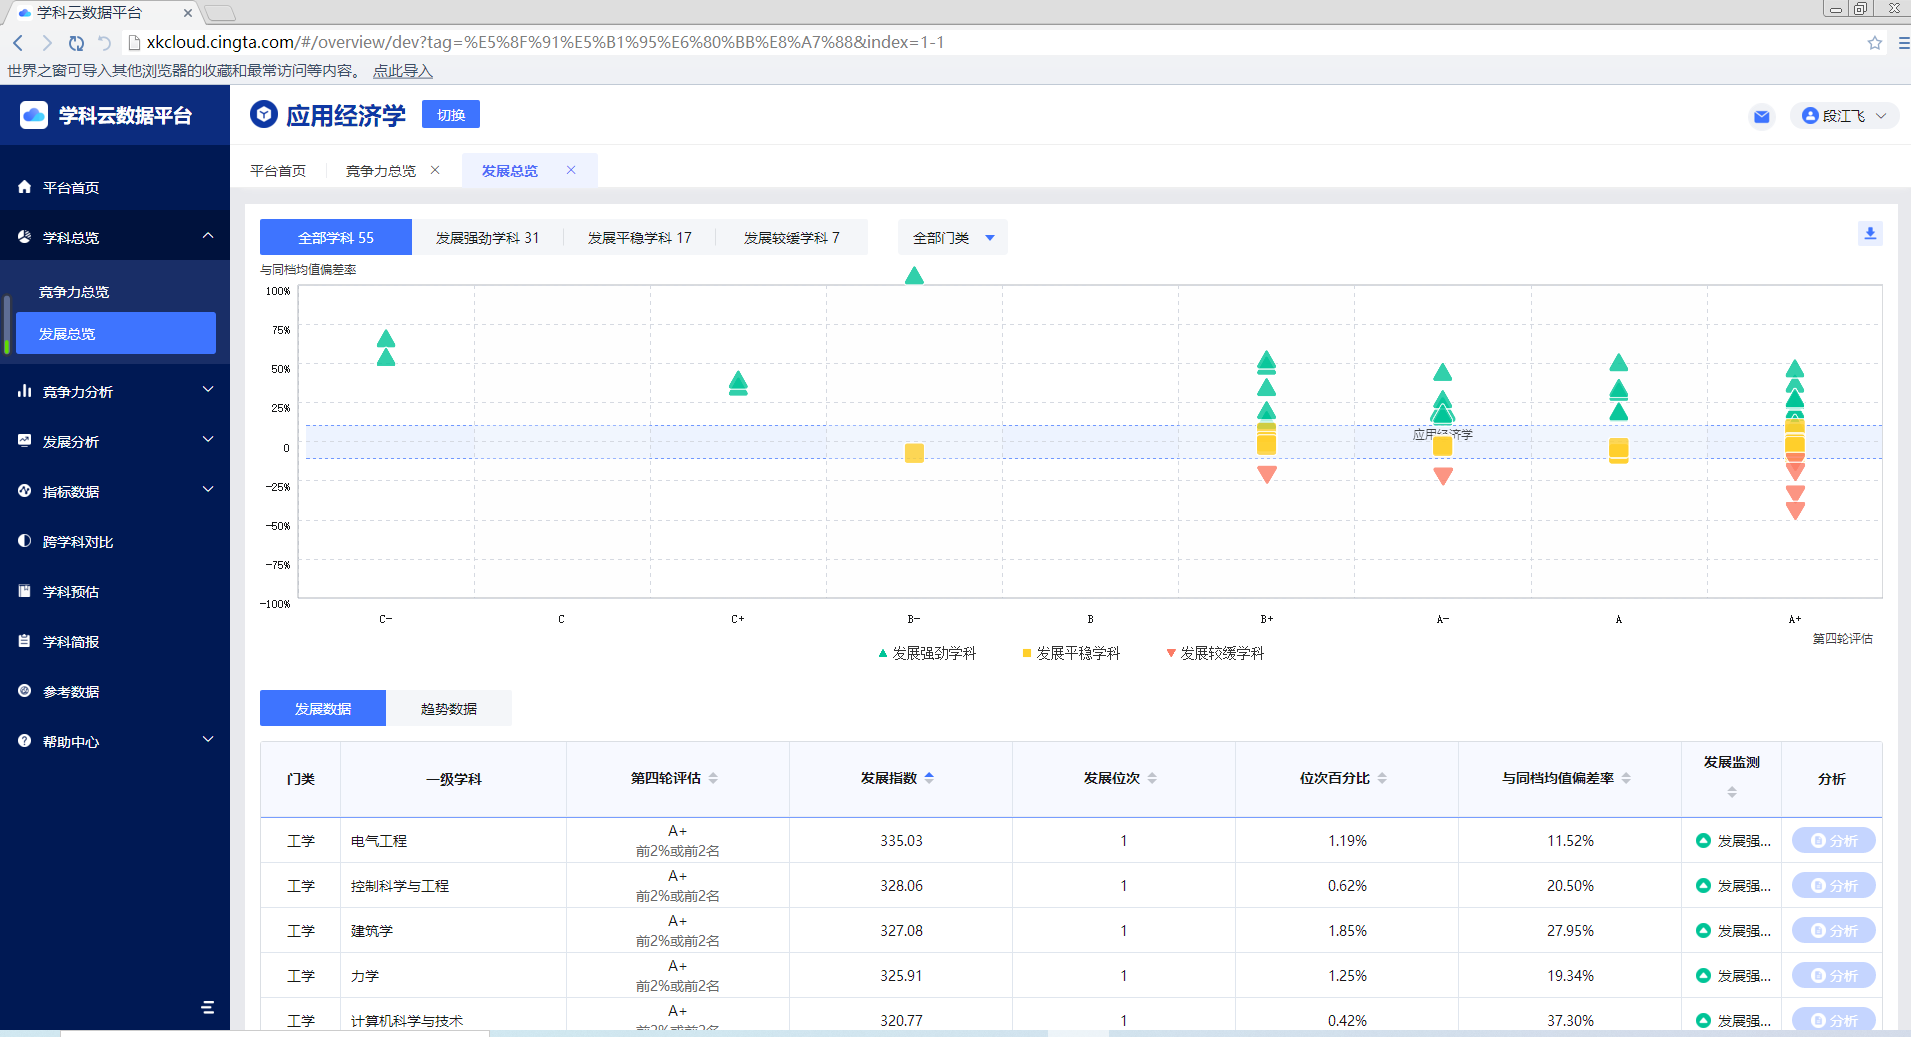 学科云数据平台
xkcloud.cingta.com/#/overview/dev?tag=%E5%8F%91%E5%B1%95%E6%80%BB%E8%A7%88&index=1-1
世界之窗可导入其他浏览器的收藏和最常访问等内容。 点此导入
学科云数据平台
应用经济学 切换
段江飞
平台首页 竞争力总览 发展总览
平台首页
学科总览
竞争力总览
发展总览
竞争力分析
发展分析
指标数据
跨学科对比
学科预估
学科简报
参考数据
帮助中心
全部学科 55 发展强劲学科 31 发展平稳学科 17 发展较缓学科 7 全部门类
与同档均值偏差率
100%
75%
50%
25%
0
-25%
-50%
-75%
-100%
应用经济学
C- C C+ B- B B+ A- A A+
第四轮评估
发展强劲学科 发展平稳学科 发展较缓学科
发展数据 趋势数据
门类 一级学科 第四轮评估 发展指数 发展位次 位次百分比 与同档均值偏差率 发展监测 分析
工学 电气工程 A+ 335.03 1 1.19% 11.52% 发展强... 分析
前2%或前2名
工学 控制科学与工程 A+ 328.06 1 0.62% 20.50% 发展强... 分析
前2%或前2名
工学 建筑学 A+ 327.08 1 1.85% 27.95% 发展强... 分析
前2%或前2名
工学 力学 A+ 325.91 1 1.25% 19.34% 发展强... 分析
前2%或前2名
工学 计算机科学与技术 A+ 320.77 1 0.42% 37.30% 发展强... 分析
前2%或前2名